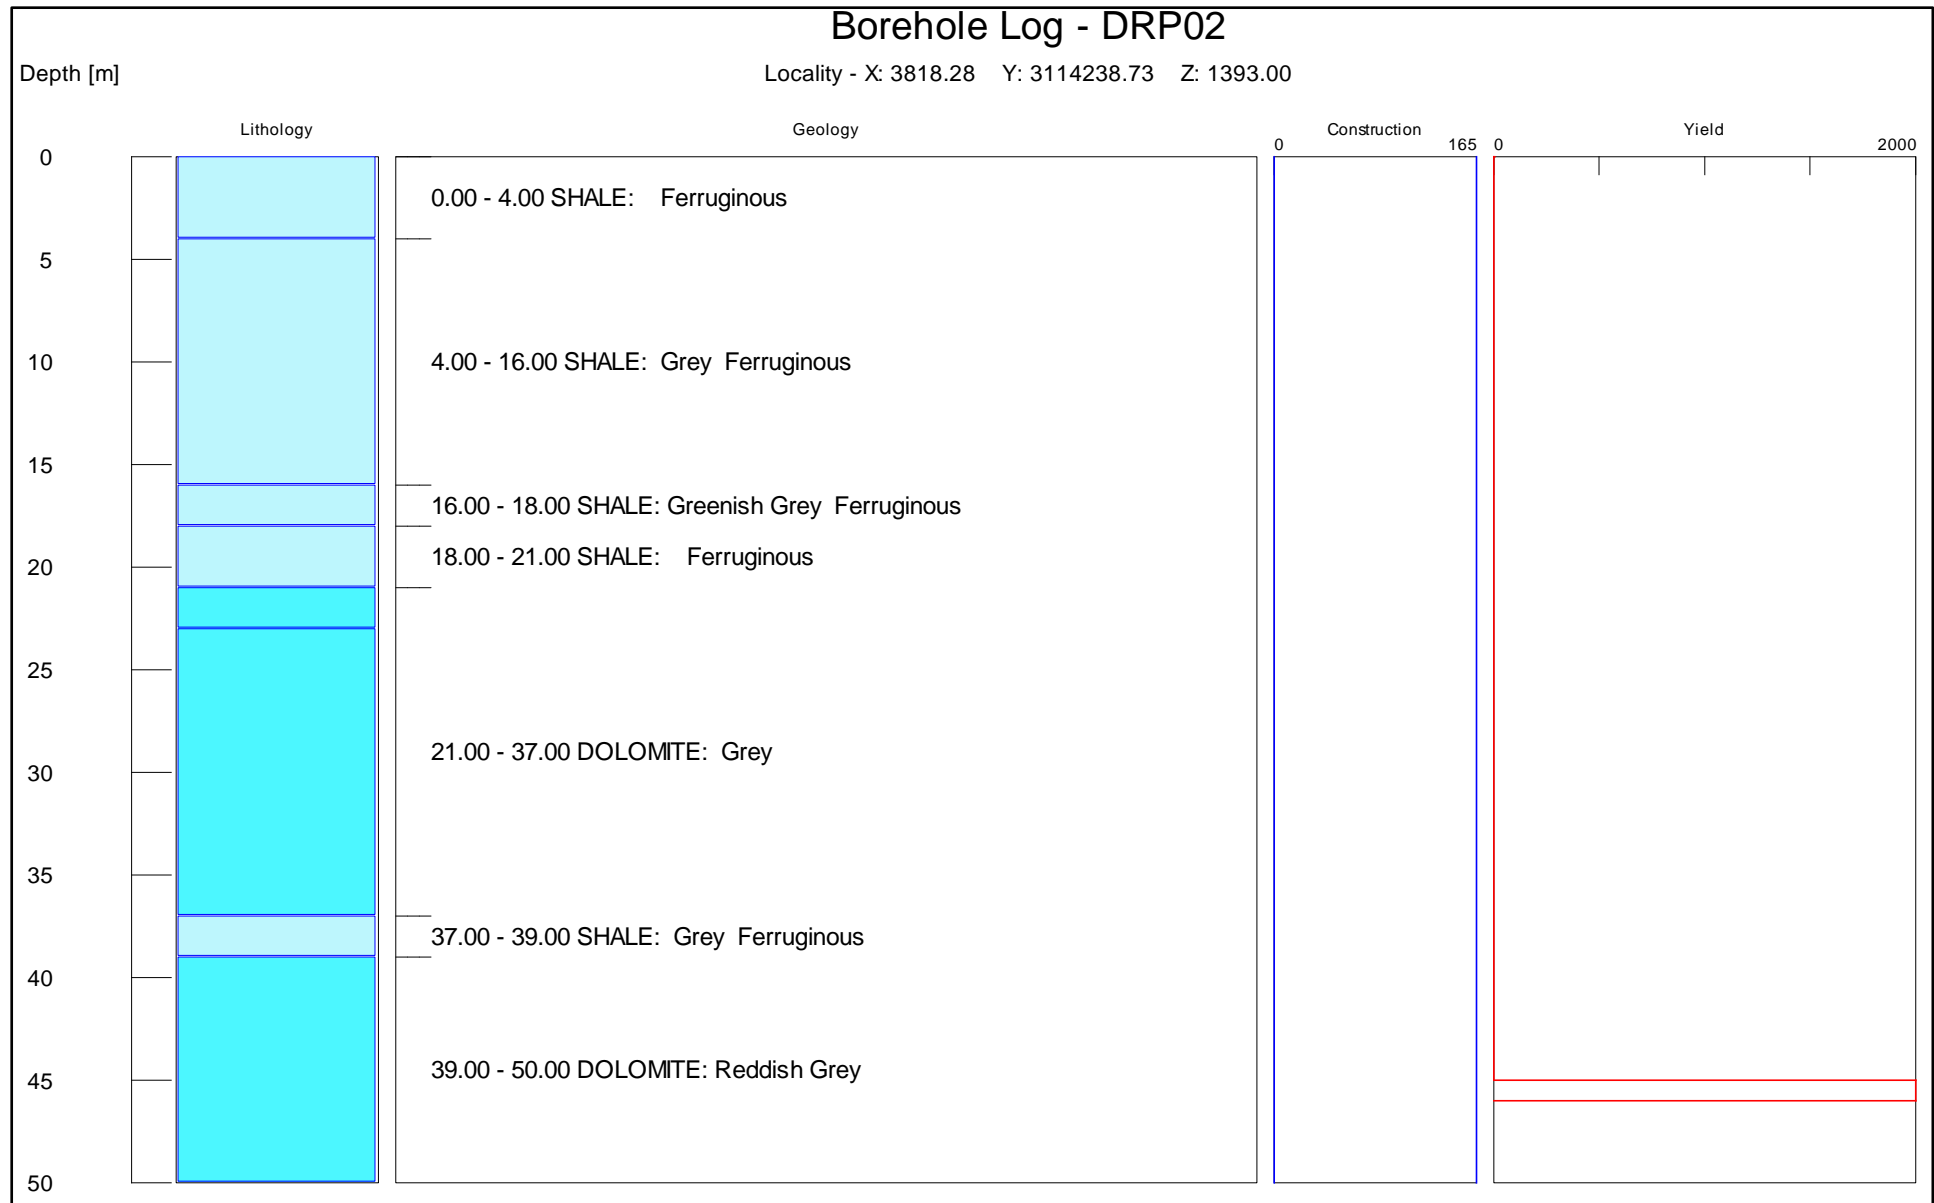 Borehole Log - DRP02
Depth [m]
Locality - X: 3818.28 Y: 3114238.73 Z: 1393.00
Lithology
Geology
Construction
Yield
0 165
0 2000
0
0.00 - 4.00 SHALE: Ferruginous
5
4.00 - 16.00 SHALE: Grey Ferruginous
10
15
16.00 - 18.00 SHALE: Greenish Grey Ferruginous
18.00 - 21.00 SHALE: Ferruginous
20
25
21.00 - 37.00 DOLOMITE: Grey
30
35
37.00 - 39.00 SHALE: Grey Ferruginous
40
39.00 - 50.00 DOLOMITE: Reddish Grey
45
50